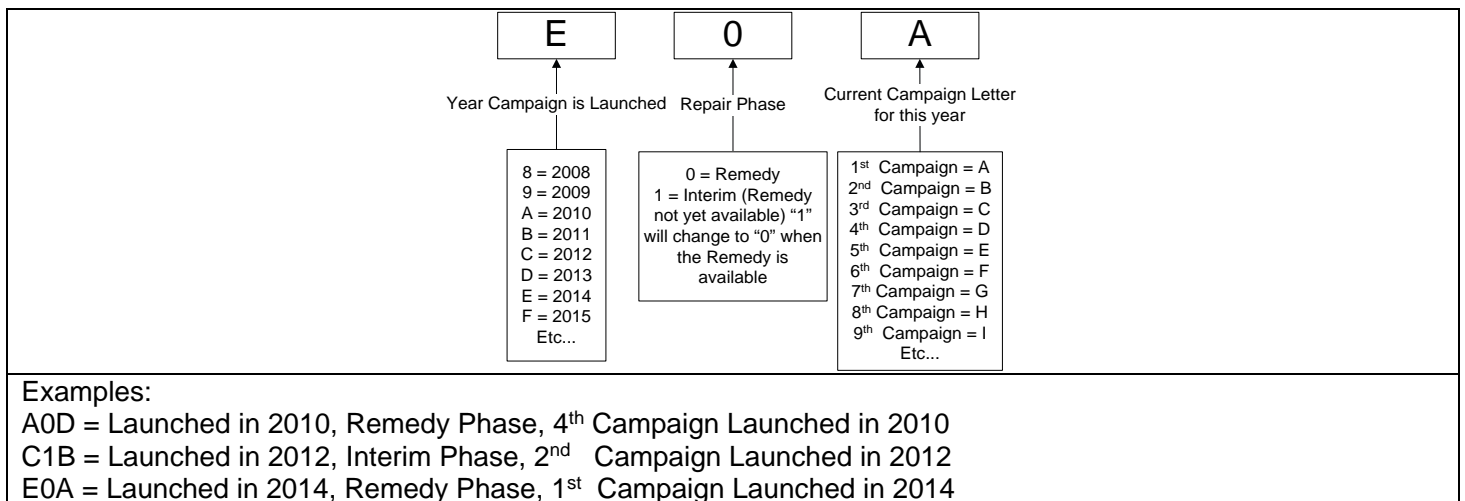 E 0 A
Year Campaign is Launched
Repair Phase
Current Campaign Letter
for this year
8 = 2008
9 = 2009
A = 2010
B = 2011
C = 2012
D = 2013
E = 2014
F = 2015
Etc...
0 = Remedy
1 = Interim (Remedy
not yet available) “1”
will change to “0” when
the Remedy is
available
1st Campaign = A
2nd Campaign = B
3rd Campaign = C
4th Campaign = D
5th Campaign = E
6th Campaign = F
7th Campaign = G
8th Campaign = H
9th Campaign = I
Etc...
Examples:
A0D = Launched in 2010, Remedy Phase, 4th Campaign Launched in 2010
C1B = Launched in 2012, Interim Phase, 2nd Campaign Launched in 2012
E0A = Launched in 2014, Remedy Phase, 1st Campaign Launched in 2014